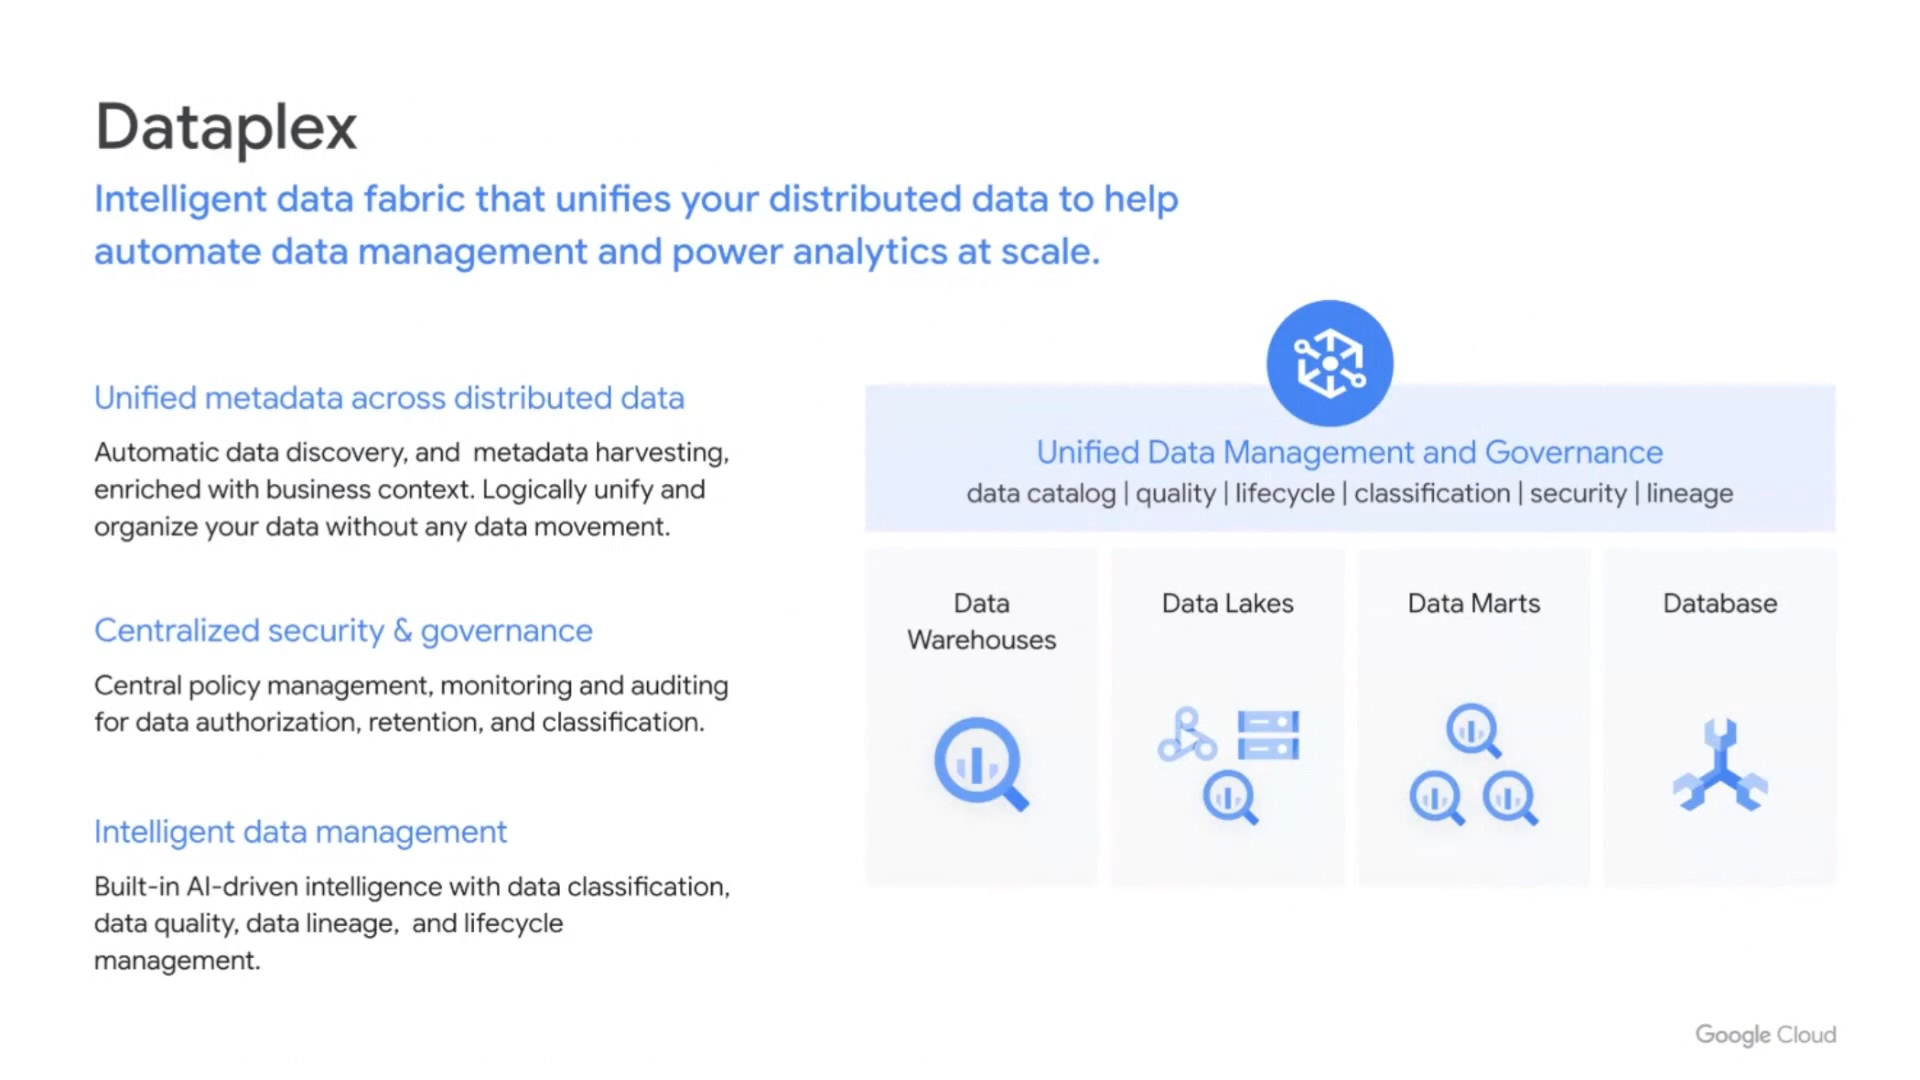 Dataplex
Intelligent data fabric that unifies your distributed data to help
automate data management and power analytics at scale.
Unified metadata across distributed data
Automatic data discovery, and  metadata harvesting,
enriched with business context. Logically unify and
organize your data without any data movement.
Centralized security & governance
Central policy management, monitoring and auditing
for data authorization, retention, and classification.
Intelligent data management
Built-in AI-driven intelligence with data classification,
data quality, data lineage,  and lifecycle
management.
Unified Data Management and Governance
data catalog | quality | lifecycle | classification | security | lineage
Data
Warehouses
Data Lakes
Data Marts
Database
Google Cloud